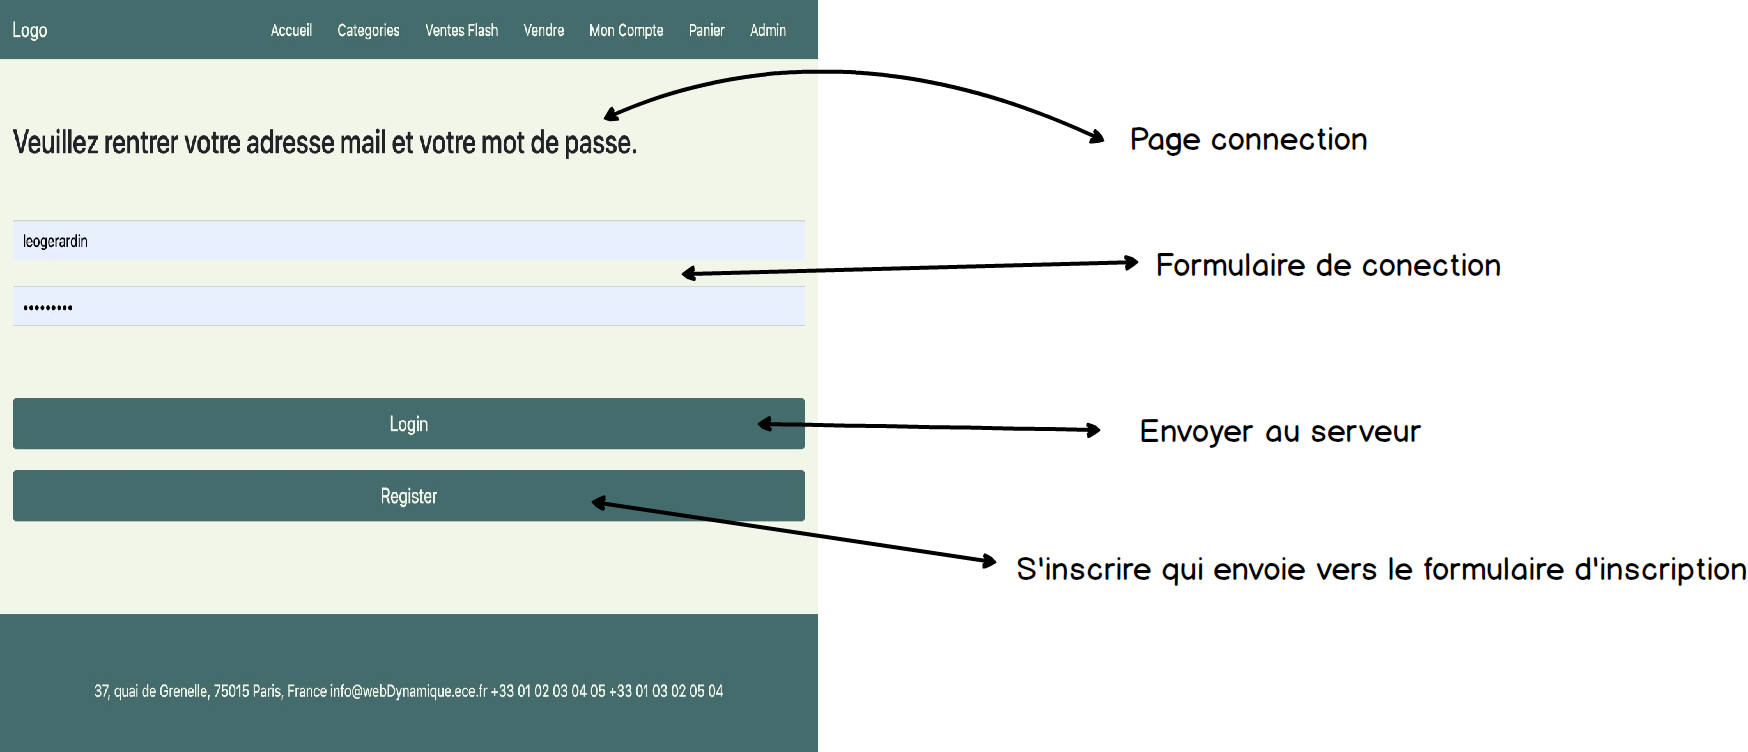 Logo
Accueil Categories Ventes Flash Vendre Mon Compte Panier Admin
Veuillez rentrer votre adresse mail et votre mot de passe.
Page connection
leogerardin
Formulaire de conection
•••••••••
Login
Envoyer au serveur
Register
S'inscrire qui envoie vers le formulaire d'inscription
37, quai de Grenelle, 75015 Paris, France info@webDynamique.ece.fr +33 01 02 03 04 05 +33 01 03 02 05 04